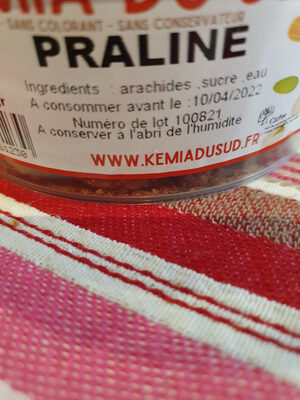 - SANS COLORANT - SANS CONSERVATEUR
PRALINE
Ingredients : arachides ,sucre ,eau
A consommer avant le :10/04/2022
Numéro de lot 100821
A conserver à l'abri de l'humidite
WWW.KEMIADUSUD.FR